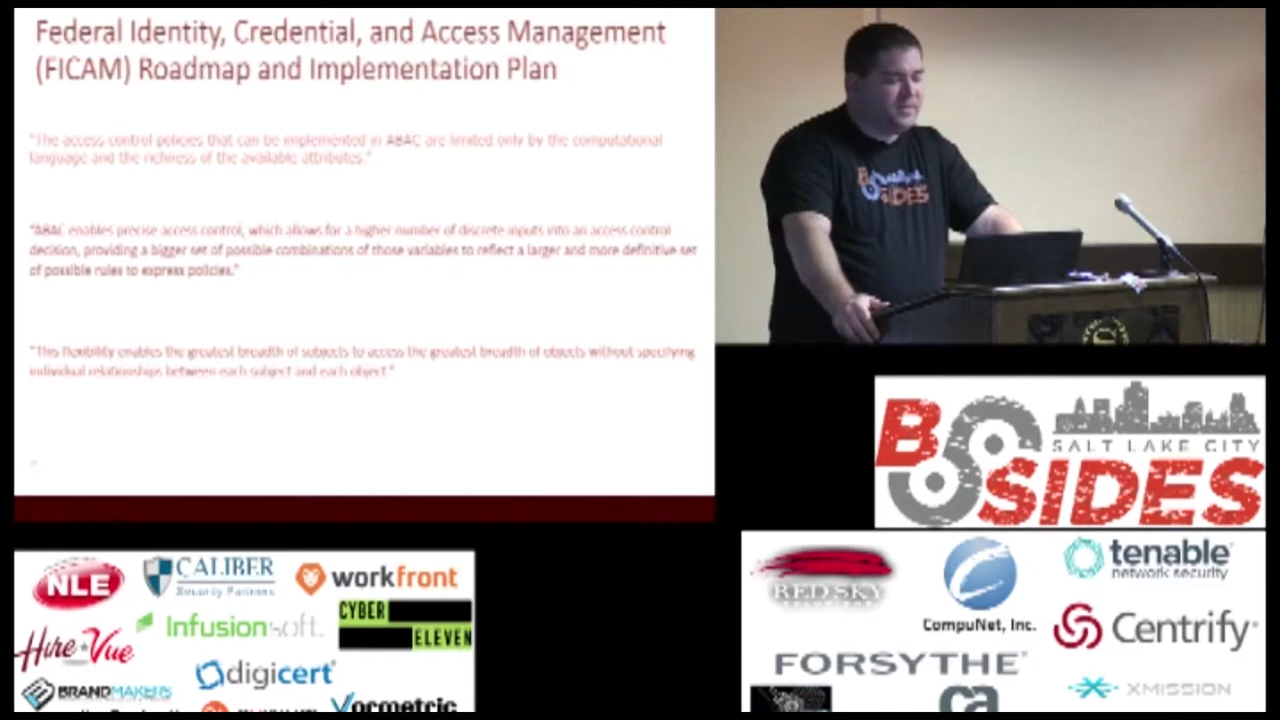 Federal Identity, Credential, and Access Management
(FICAM) Roadmap and Implementation Plan
"The access control policies that can be implemented in ABAC are limited only by the computational
language and the richness of the available attributes."
"ABAC enables precise access control, which allows for a higher number of discrete inputs into an access control
decision, providing a bigger set of possible combinations of those variables to reflect a larger and more definitive set
of possible rules to express policies."
"This flexibility enables the greatest breadth of subjects to access the greatest breadth of objects without specifying
individual relationships between each subject and each object."
B SIDES
B
SALT LAKE CITY
SIDES
NLE
CALIBER
Security Partners
workfront
Infusionsoft.
CYBER
ELEVEN
Hire Vue
digicert
BRANDMAKERS
Vormetric
REDSKY
CompuNet, Inc.
tenable
network security
Centrify
FORSYTHE
ca
XMISSION